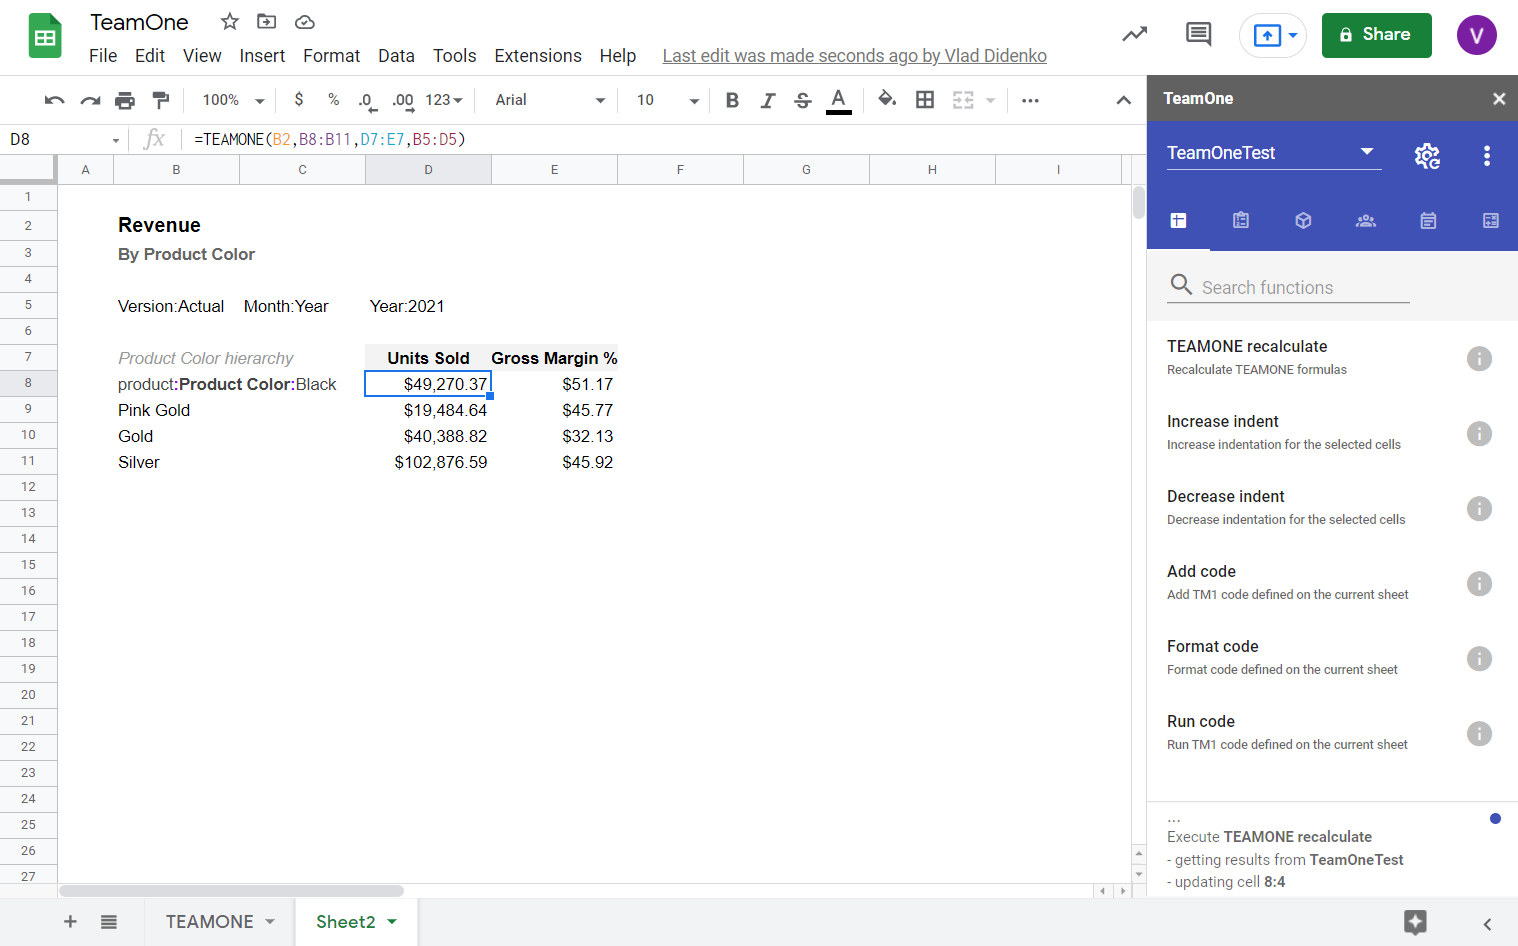 TeamOne
File Edit View Insert Format Data Tools Extensions Help Last edit was made seconds ago by Vlad Didenko
Share
V
100% $ % .0 .00 123 Arial 10 B I S A
D8 fx =TEAMONE(B2,B8:B11,D7:E7,B5:D5)
A B C D E F G H I
1
2 Revenue
3 By Product Color
4
5 Version:Actual Month:Year Year:2021
6
7 Product Color hierarchy Units Sold Gross Margin %
8 product:Product Color:Black $49,270.37 $51.17
9 Pink Gold $19,484.64 $45.77
10 Gold $40,388.82 $32.13
11 Silver $102,876.59 $45.92
12
13
14
15
16
17
18
19
20
21
22
23
24
25
26
27
TEAMONE Sheet2
TeamOne
TeamOneTest
Search functions
TEAMONE recalculate
Recalculate TEAMONE formulas
Increase indent
Increase indentation for the selected cells
Decrease indent
Decrease indentation for the selected cells
Add code
Add TM1 code defined on the current sheet
Format code
Format code defined on the current sheet
Run code
Run TM1 code defined on the current sheet
...
Execute TEAMONE recalculate
- getting results from TeamOneTest
- updating cell 8:4